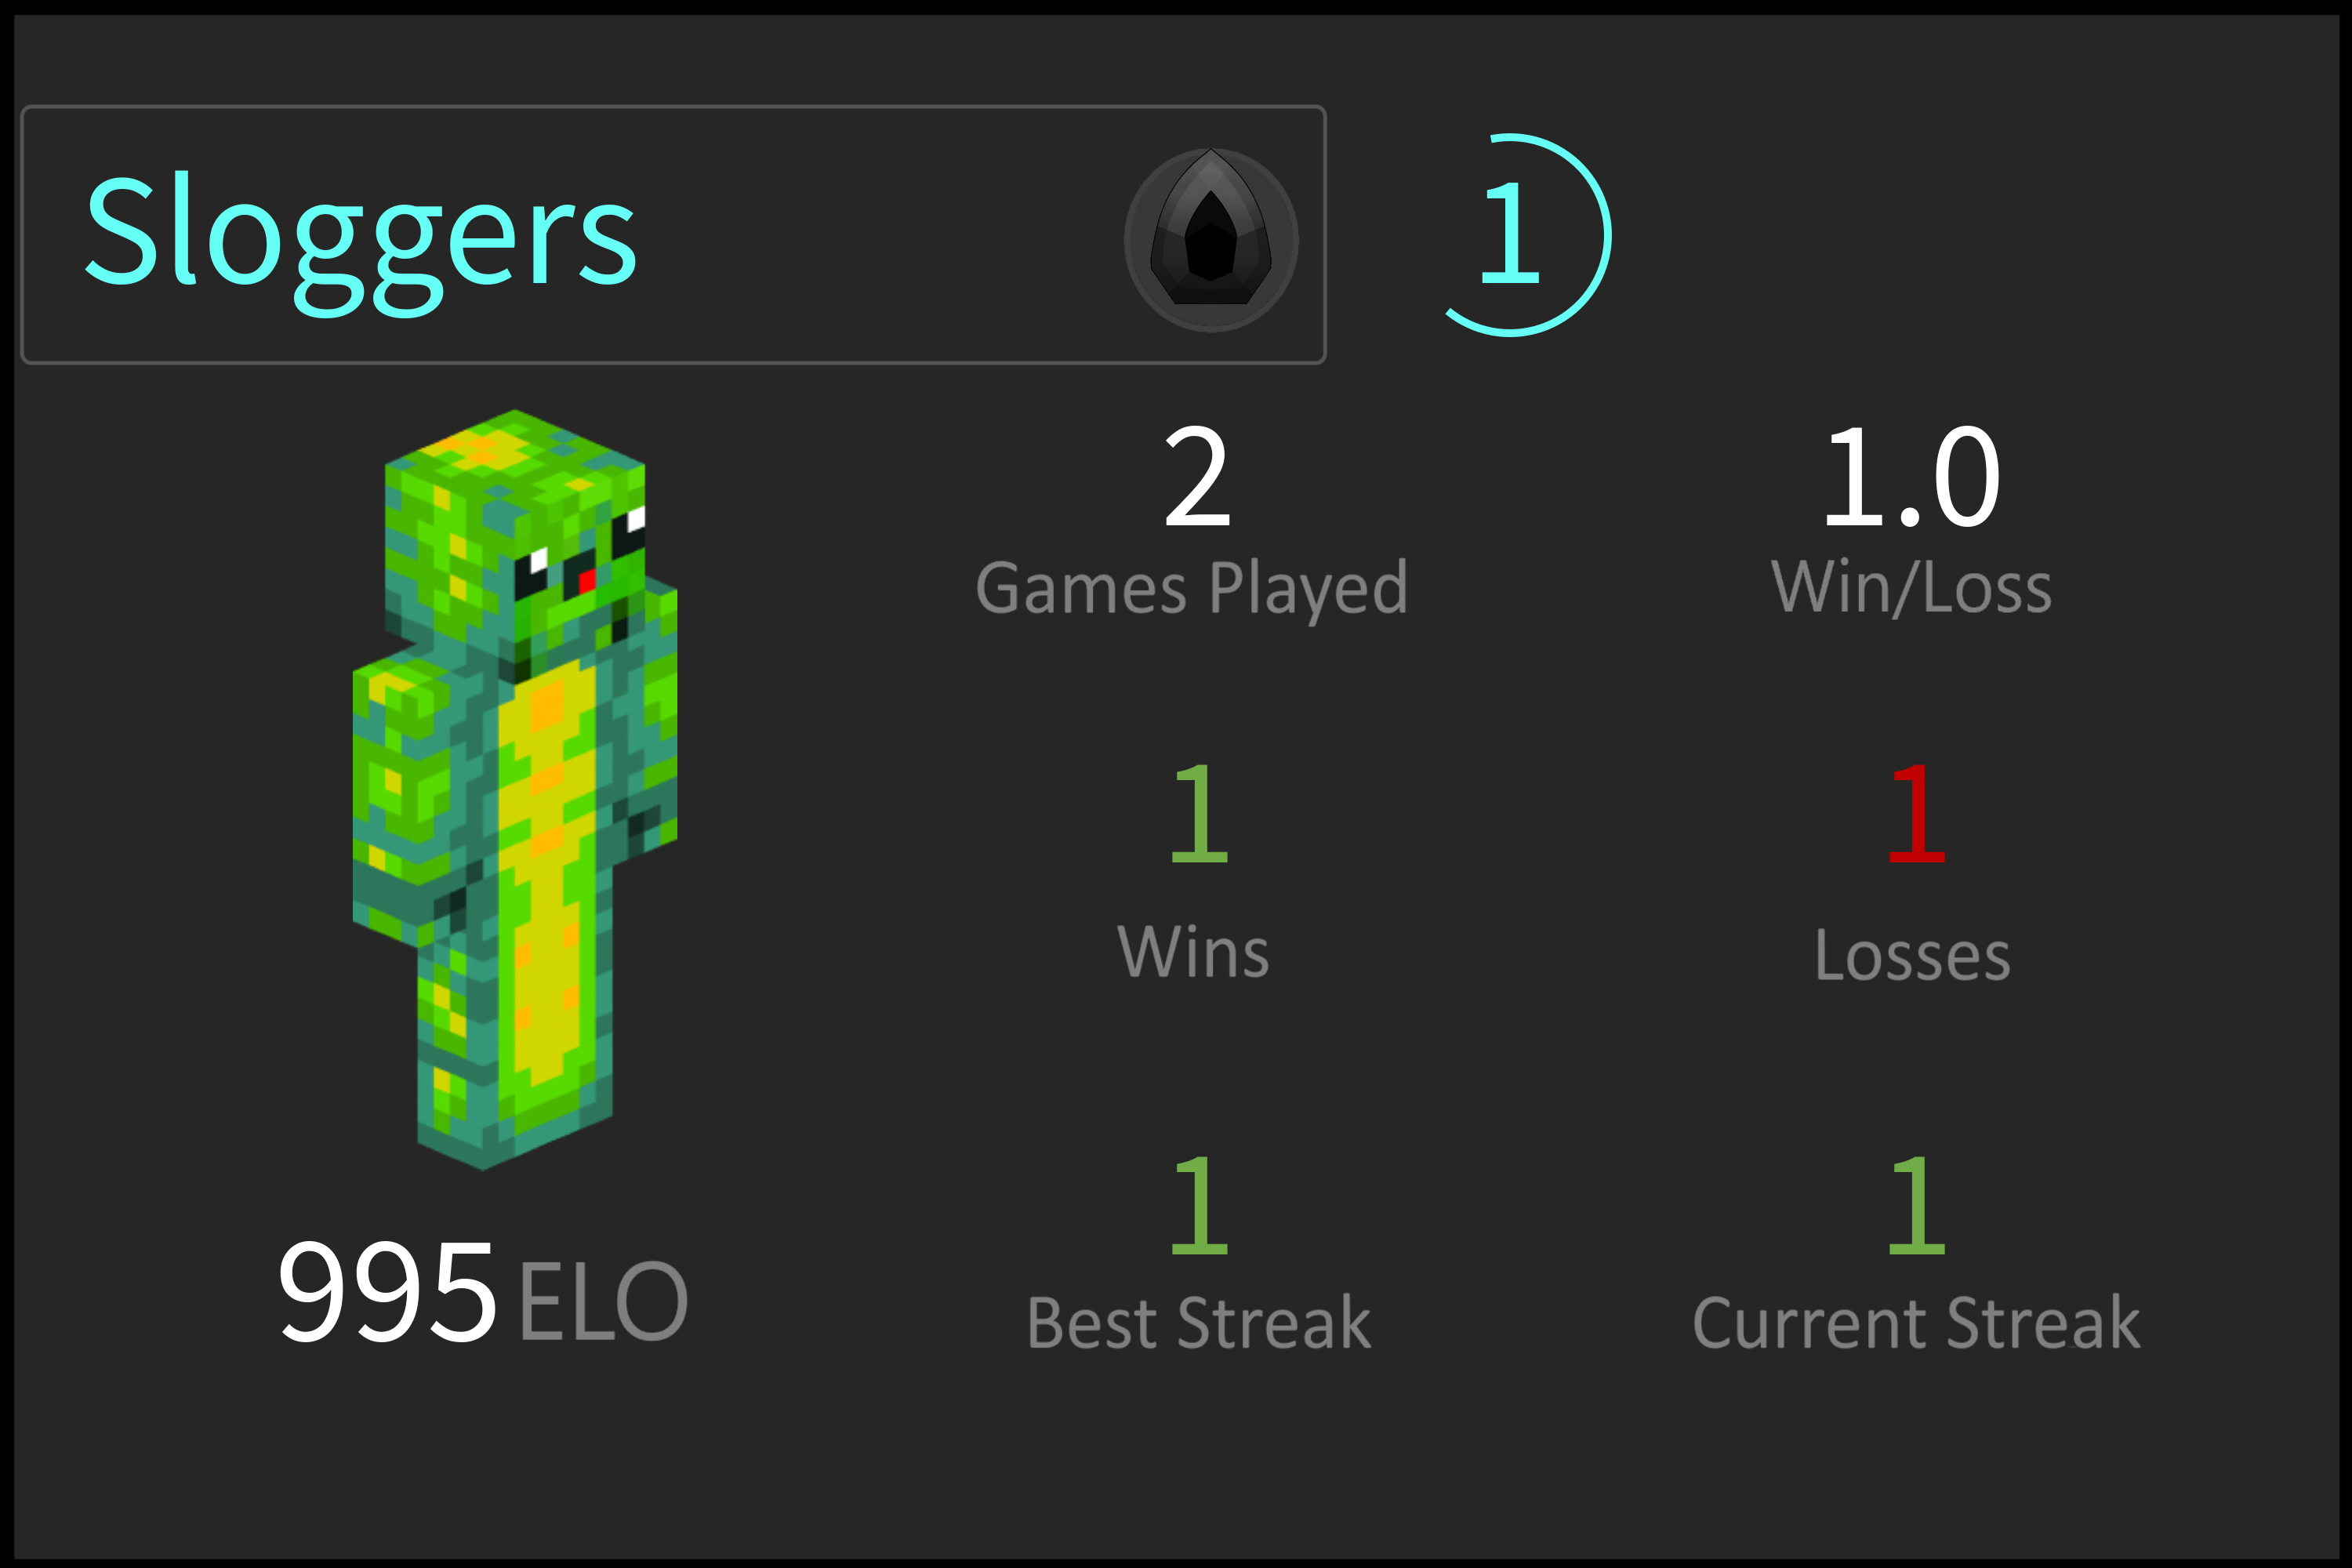 Sloggers
1
2
1.0
Games Played
Win/Loss
1
1
Wins
Losses
1
1
995 ELO
Best Streak
Current Streak